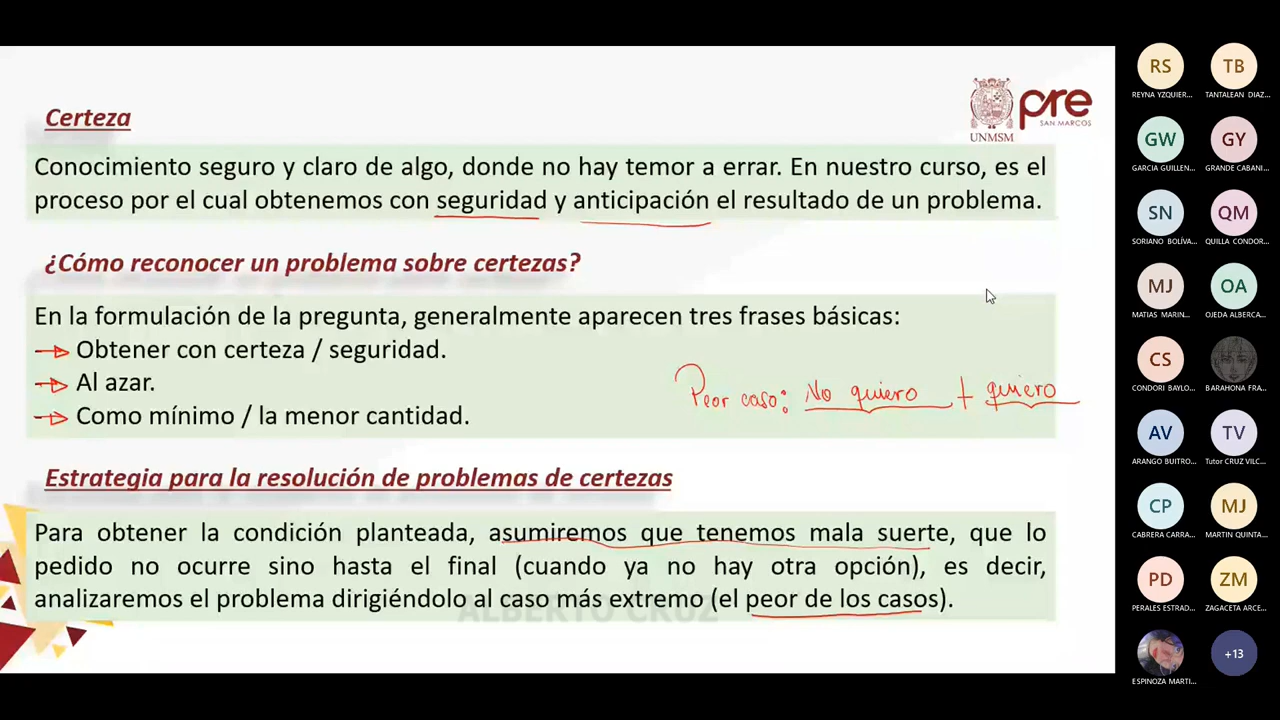 Certeza
UNMSM
pre
SAN MARCOS
Conocimiento seguro y claro de algo, donde no hay temor a errar. En nuestro curso, es el
proceso por el cual obtenemos con seguridad y anticipación el resultado de un problema.
¿Cómo reconocer un problema sobre certezas?
En la formulación de la pregunta, generalmente aparecen tres frases básicas:
Obtener con certeza / seguridad.
Al azar.
Como mínimo / la menor cantidad.
Peor caso: No quiero + quiero
Estrategia para la resolución de problemas de certezas
Para obtener la condición planteada, asumiremos que tenemos mala suerte, que lo
pedido no ocurre sino hasta el final (cuando ya no hay otra opción), es decir,
analizaremos el problema dirigiéndolo al caso más extremo (el peor de los casos).
ALBERTO CRUZ
RS TB
REYNA YZQUIER... TANTALEAN DIAZ...
GW GY
GARCIA GUILLEN... GRANDE CABANI...
SN QM
SORIANO BOLÍVA... QUILLA CONDOR...
MJ OA
MATIAS MARIN... OJEDA ALBERCA...
CS
CONDORI BAYLO... BARAHONA FRA...
AV TV
ARANGO BUITRO... Tutor CRUZ VILC...
CP MJ
CABRERA CARRA... MARTIN QUINTA...
PD ZM
PERALES ESTRAD... ZAGACETA ARCE...
+13
ESPINOZA MARTI...